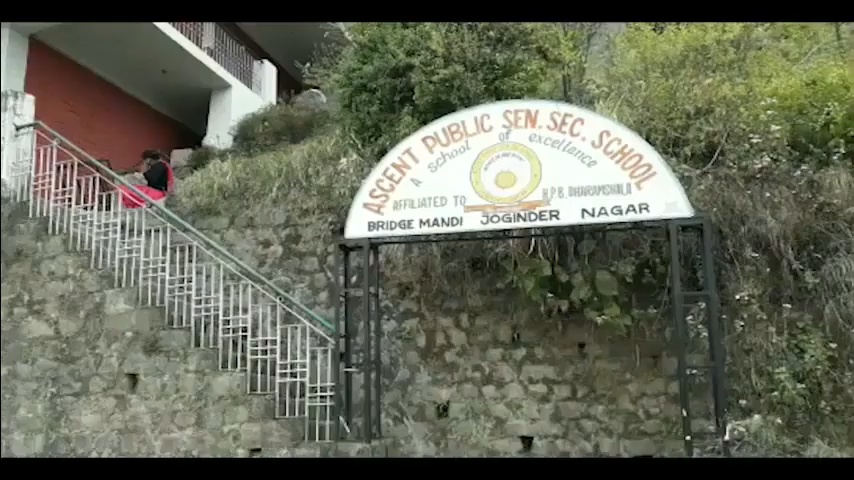 ASCENT PUBLIC SEN. SEC. SCHOOL
A school of excellence
AFFILIATED TO H.P.B. DHARAMSHALA
BRIDGE MANDI JOGINDER NAGAR